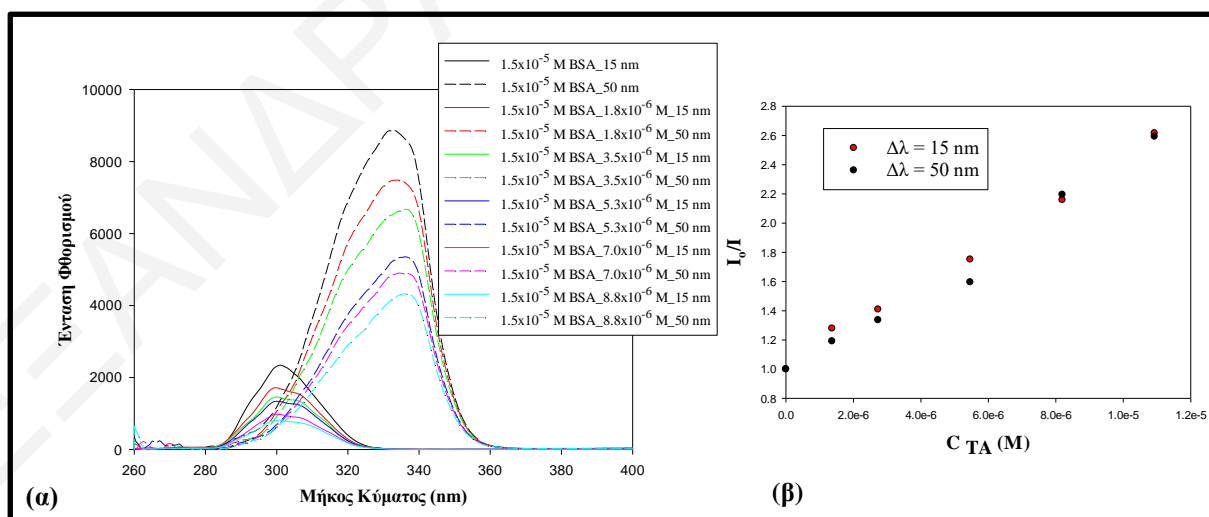 1.5x10⁻⁵ M BSA_15 nm
1.5x10⁻⁵ M BSA_50 nm
1.5x10⁻⁵ M BSA_1.8x10⁻⁶ M_15 nm
1.5x10⁻⁵ M BSA_1.8x10⁻⁶ M_50 nm
1.5x10⁻⁵ M BSA_3.5x10⁻⁶ M_15 nm
1.5x10⁻⁵ M BSA_3.5x10⁻⁶ M_50 nm
1.5x10⁻⁵ M BSA_5.3x10⁻⁶ M_15 nm
1.5x10⁻⁵ M BSA_5.3x10⁻⁶ M_50 nm
1.5x10⁻⁵ M BSA_7.0x10⁻⁶ M_15 nm
1.5x10⁻⁵ M BSA_7.0x10⁻⁶ M_50 nm
1.5x10⁻⁵ M BSA_8.8x10⁻⁶ M_15 nm
1.5x10⁻⁵ M BSA_8.8x10⁻⁶ M_50 nm
Ένταση Φθορισμού
10000
8000
6000
4000
2000
0
260 280 300 320 340 360 380 400
Μήκος Κύματος (nm)
(α)
Δλ = 15 nm
Δλ = 50 nm
I₀/I
2.8
2.6
2.4
2.2
2.0
1.8
1.6
1.4
1.2
1.0
0.8
0.0 2.0e-6 4.0e-6 6.0e-6 8.0e-6 1.0e-5 1.2e-5
C TA (M)
(β)
ΞΑΝΔΡΑ